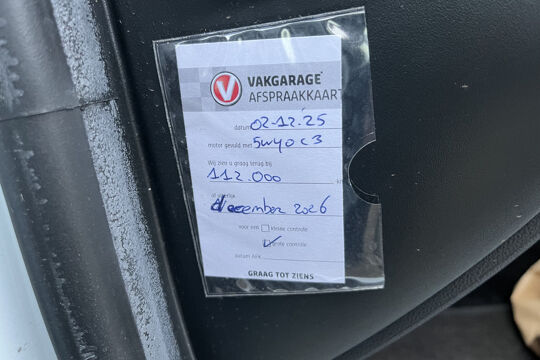 VAKGARAGE
AFSPRAAKKAART
datum 02-12-'25
motor gevuld met 5W40 C3
Wij zien u graag terug bij
112.000 km
of uiterlijk
december 2026
voor een kleine controle
grote controle
datum APK
GRAAG TOT ZIENS